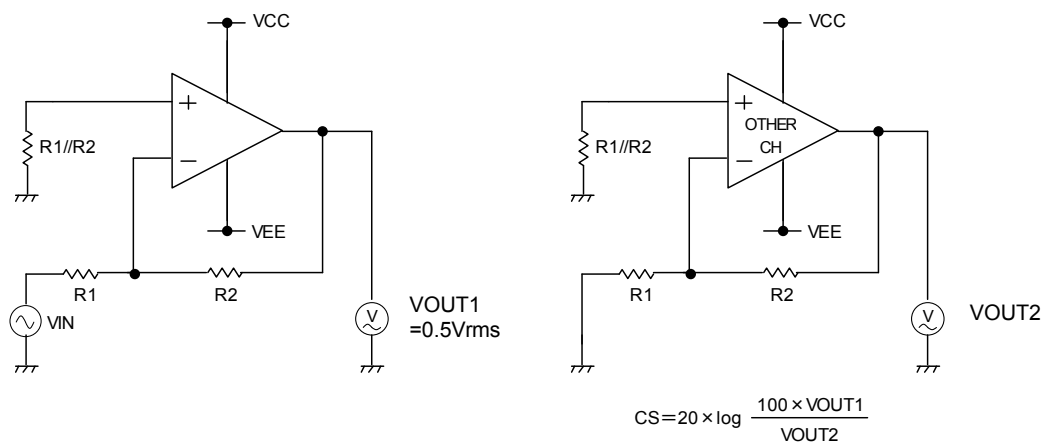 VCC
R1//R2
+
−
VEE
R1
R2
VIN
V
VOUT1
=0.5Vrms
VCC
R1//R2
+
OTHER
CH
−
VEE
R1
R2
V
VOUT2
CS=20×log 100×VOUT1
VOUT2